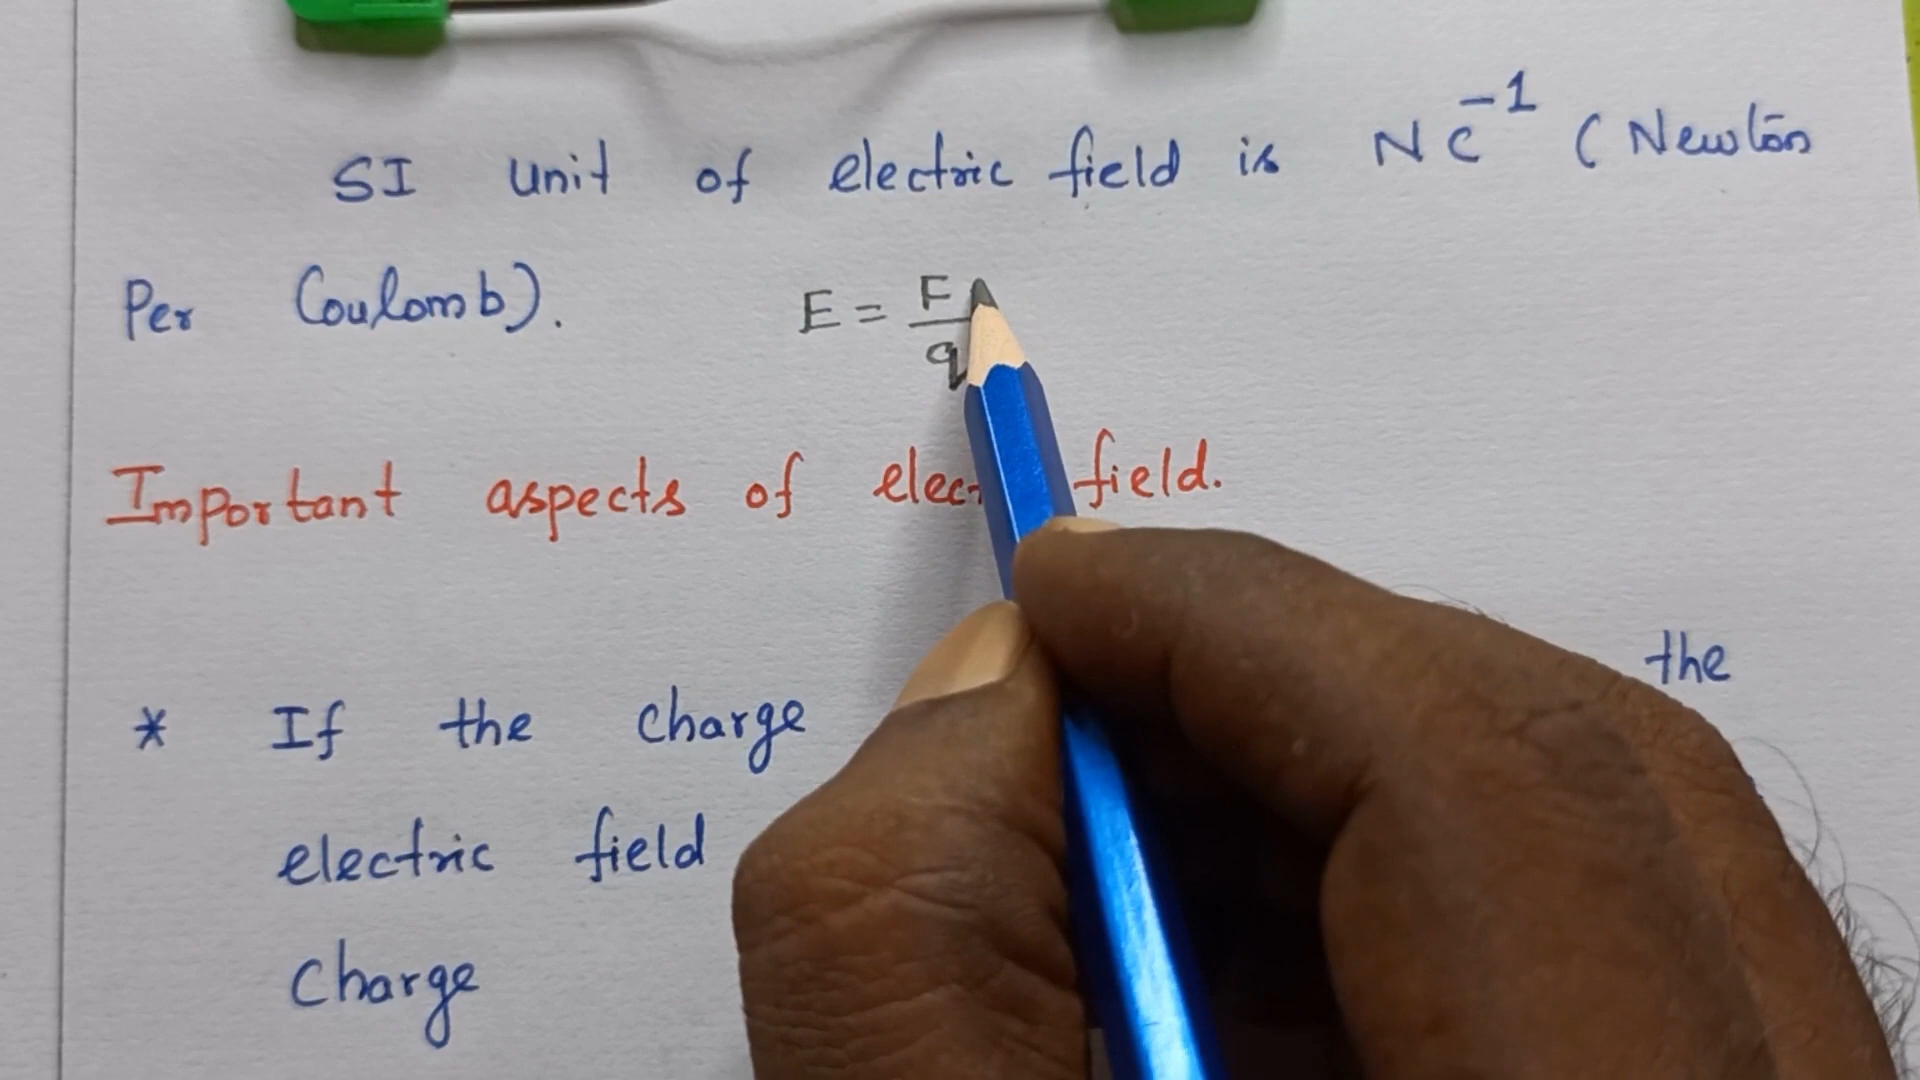 SI unit of electric field is NC⁻¹ (Newton
Per Coulomb).
E = F/q
Important aspects of field.
* If the charge the
electric field
charge